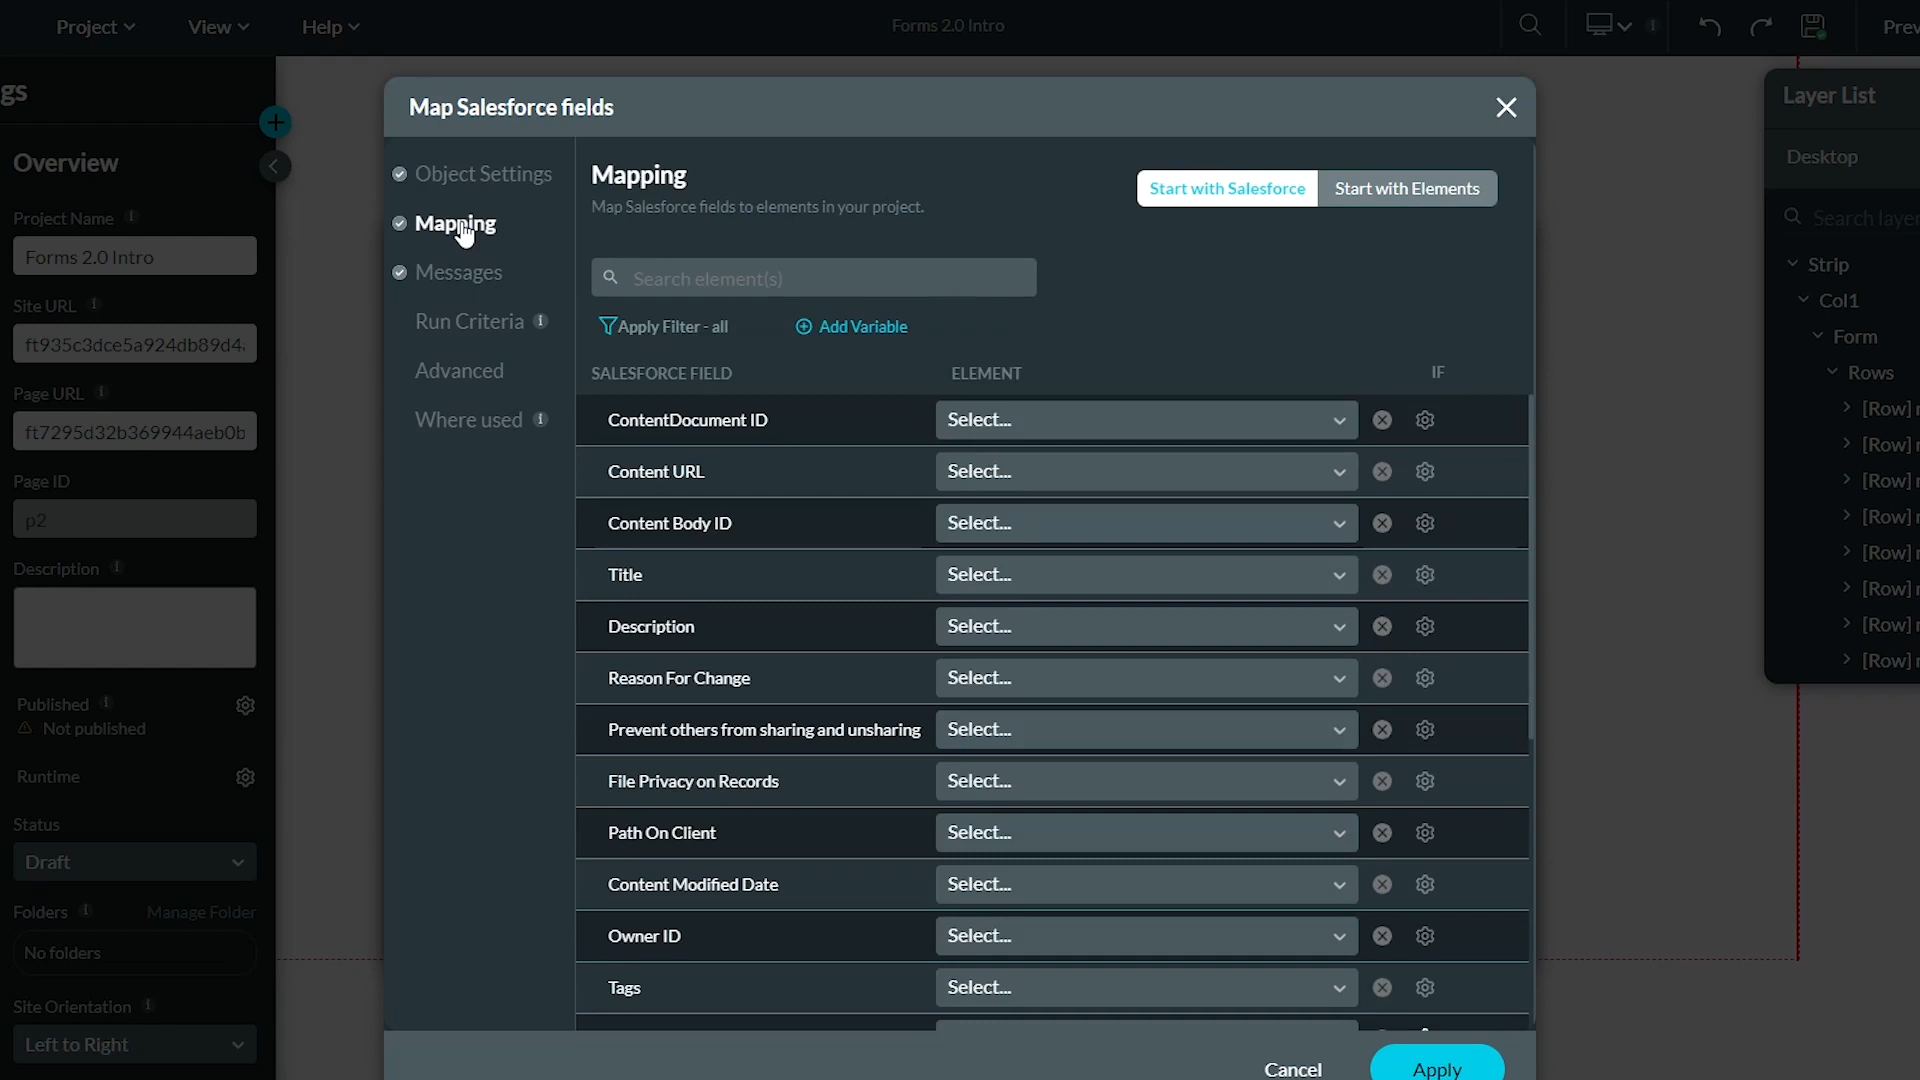 Project
View
Help
Forms 2.0 Intro
gs
Overview
Project Name
Forms 2.0 Intro
Site URL
ft935c3dce5a924db89d4
Page URL
ft7295d32b369944aeb0b
Page ID
p2
Description
Published
Not published
Runtime
Status
Draft
Folders
Manage Folder
No folders
Site Orientation
Left to Right
Map Salesforce fields
Object Settings
Mapping
Messages
Run Criteria
Advanced
Where used
Mapping
Map Salesforce fields to elements in your project.
Start with Salesforce
Start with Elements
Search element(s)
Apply Filter - all
Add Variable
SALESFORCE FIELD ELEMENT IF
ContentDocument ID Select...
Content URL Select...
Content Body ID Select...
Title Select...
Description Select...
Reason For Change Select...
Prevent others from sharing and unsharing Select...
File Privacy on Records Select...
Path On Client Select...
Content Modified Date Select...
Owner ID Select...
Tags Select...
Cancel
Apply
Layer List
Desktop
Search layer
Strip
Col1
Form
Rows
[Row]
[Row]
[Row]
[Row]
[Row]
[Row]
[Row]
[Row]